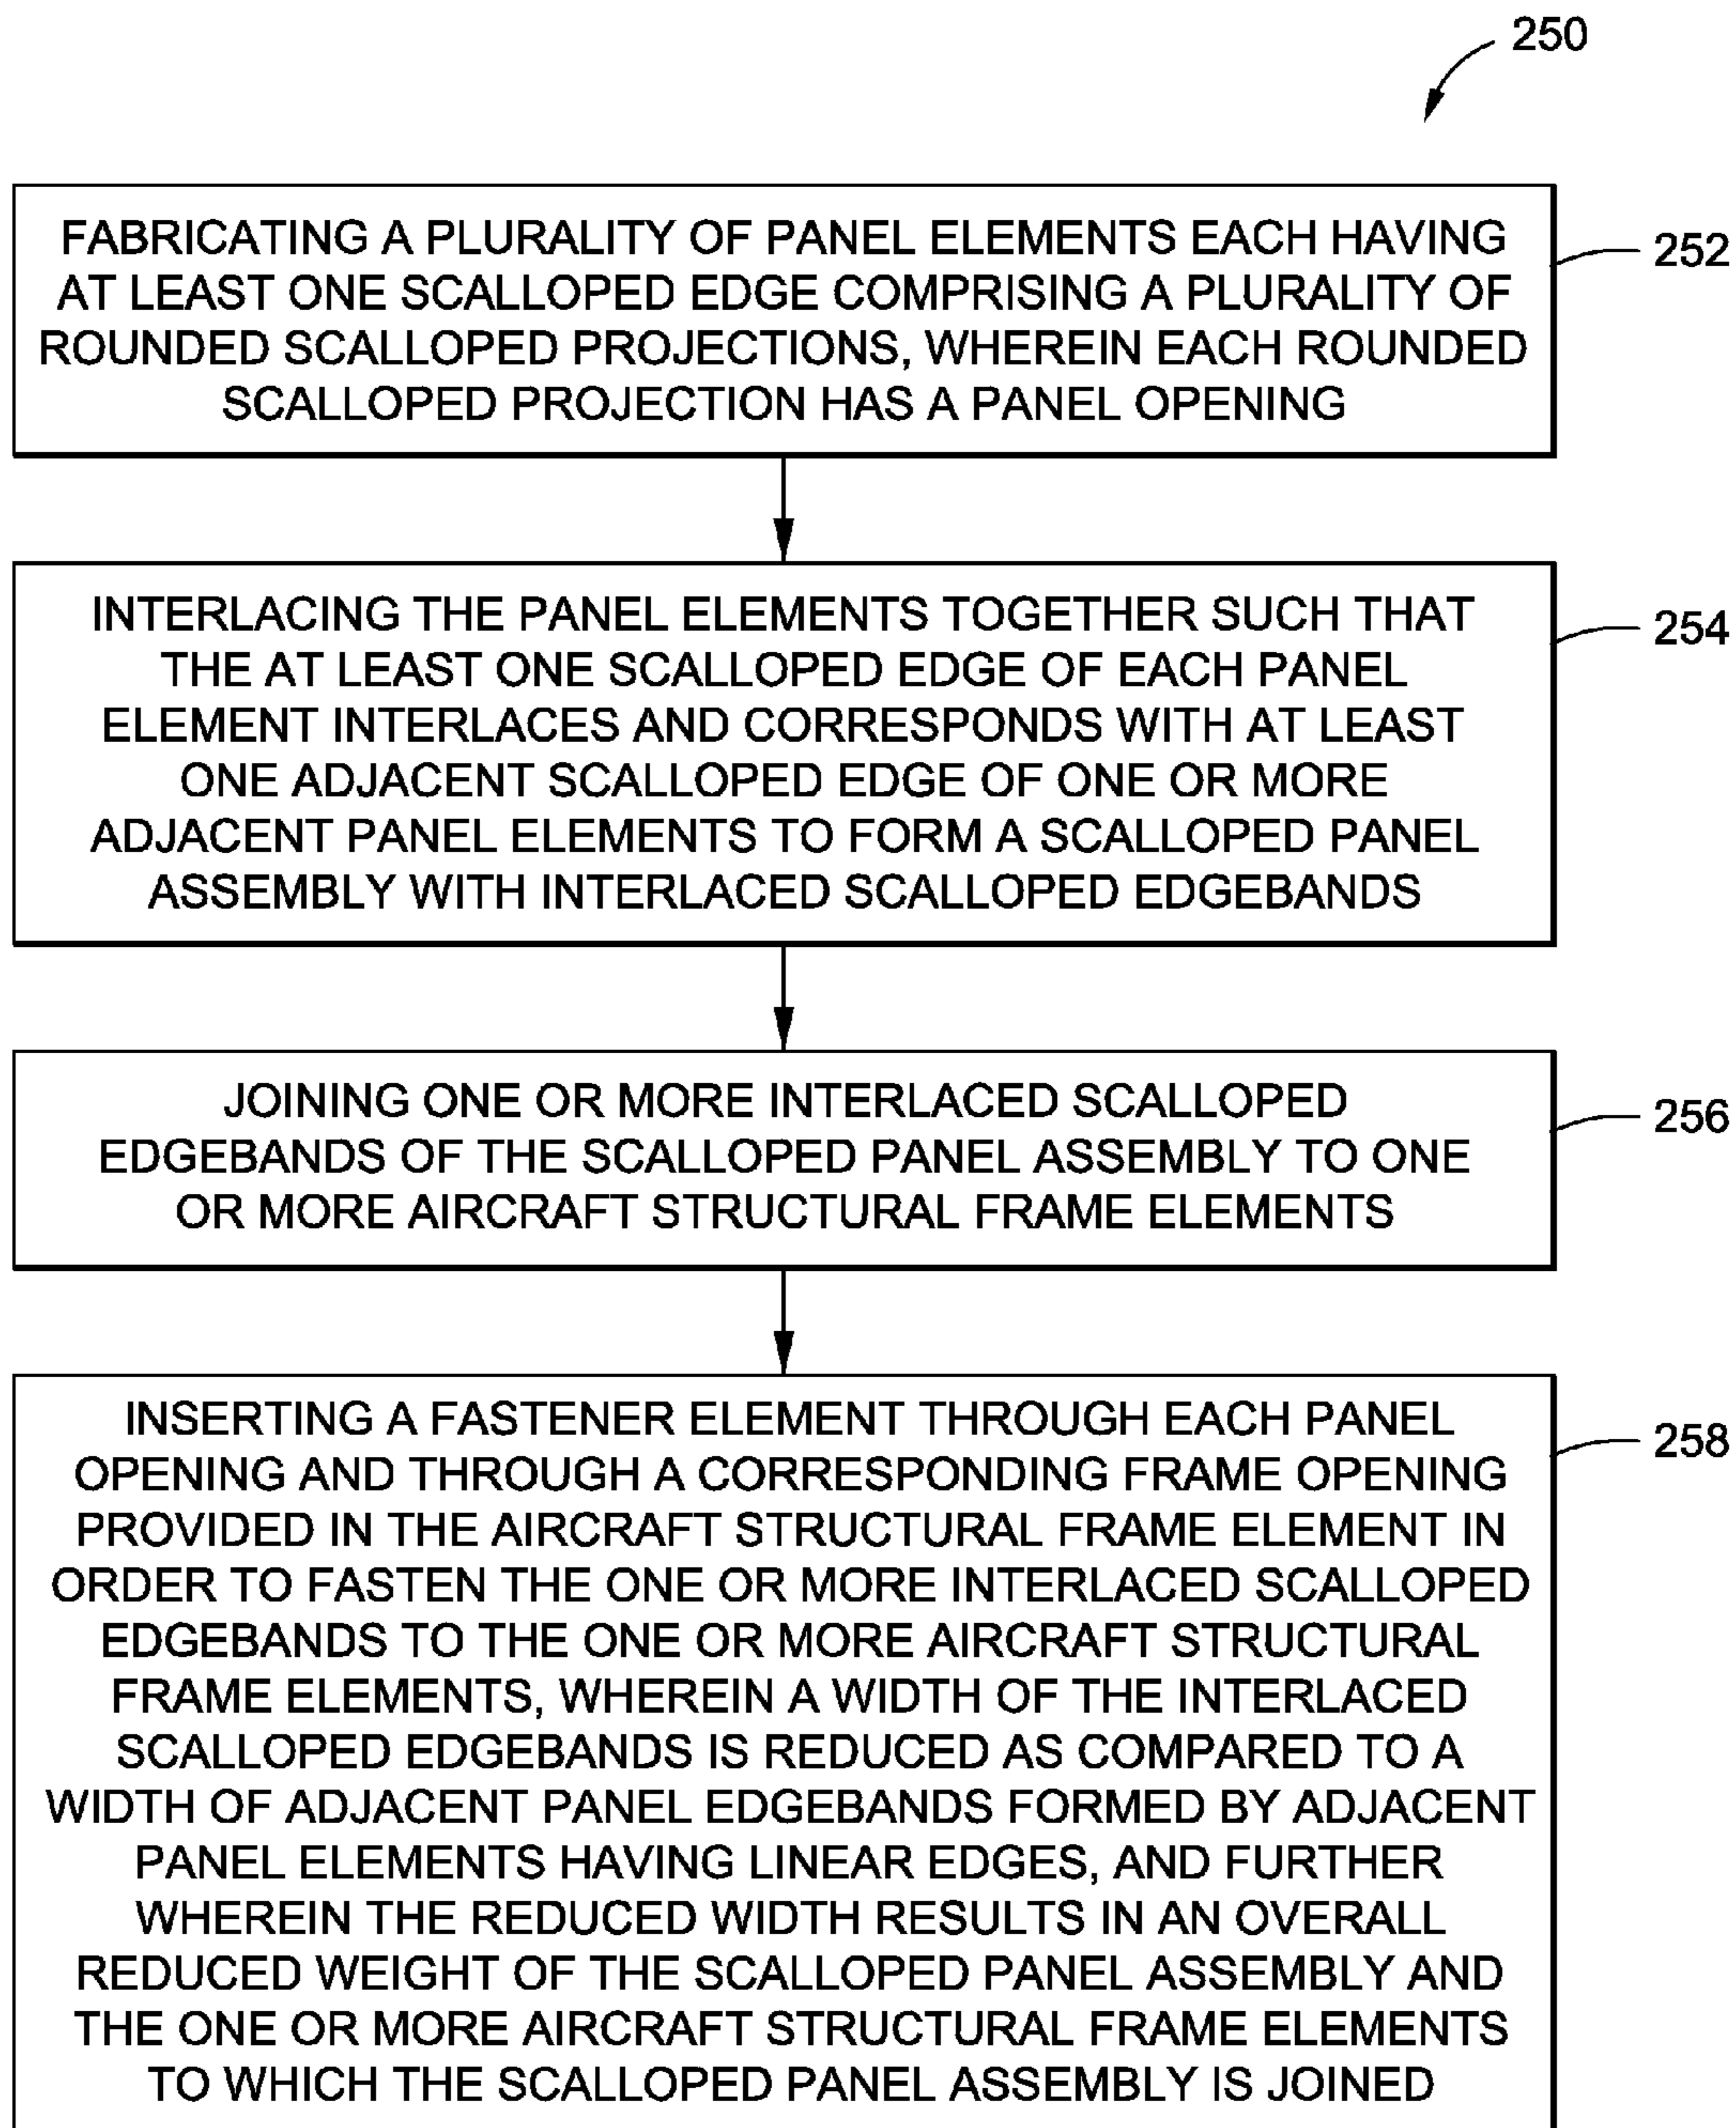 250
FABRICATING A PLURALITY OF PANEL ELEMENTS EACH HAVING
AT LEAST ONE SCALLOPED EDGE COMPRISING A PLURALITY OF
ROUNDED SCALLOPED PROJECTIONS, WHEREIN EACH ROUNDED
SCALLOPED PROJECTION HAS A PANEL OPENING
252
INTERLACING THE PANEL ELEMENTS TOGETHER SUCH THAT
THE AT LEAST ONE SCALLOPED EDGE OF EACH PANEL
ELEMENT INTERLACES AND CORRESPONDS WITH AT LEAST
ONE ADJACENT SCALLOPED EDGE OF ONE OR MORE
ADJACENT PANEL ELEMENTS TO FORM A SCALLOPED PANEL
ASSEMBLY WITH INTERLACED SCALLOPED EDGEBANDS
254
JOINING ONE OR MORE INTERLACED SCALLOPED
EDGEBANDS OF THE SCALLOPED PANEL ASSEMBLY TO ONE
OR MORE AIRCRAFT STRUCTURAL FRAME ELEMENTS
256
INSERTING A FASTENER ELEMENT THROUGH EACH PANEL
OPENING AND THROUGH A CORRESPONDING FRAME OPENING
PROVIDED IN THE AIRCRAFT STRUCTURAL FRAME ELEMENT IN
ORDER TO FASTEN THE ONE OR MORE INTERLACED SCALLOPED
EDGEBANDS TO THE ONE OR MORE AIRCRAFT STRUCTURAL
FRAME ELEMENTS, WHEREIN A WIDTH OF THE INTERLACED
SCALLOPED EDGEBANDS IS REDUCED AS COMPARED TO A
WIDTH OF ADJACENT PANEL EDGEBANDS FORMED BY ADJACENT
PANEL ELEMENTS HAVING LINEAR EDGES, AND FURTHER
WHEREIN THE REDUCED WIDTH RESULTS IN AN OVERALL
REDUCED WEIGHT OF THE SCALLOPED PANEL ASSEMBLY AND
THE ONE OR MORE AIRCRAFT STRUCTURAL FRAME ELEMENTS
TO WHICH THE SCALLOPED PANEL ASSEMBLY IS JOINED
258